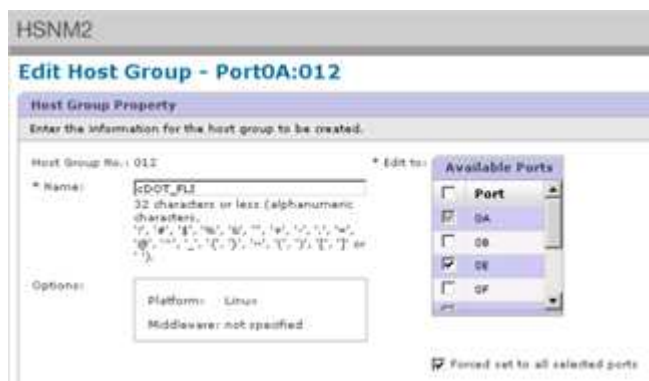 HSNM2
Edit Host Group - Port0A:012
Host Group Property
Enter the information for the host group to be created.
Host Group No.: 012
* Name:
cDOT_FLI
32 characters or less (alphanumeric
characters,
or
Options:
Platform: Linux
Middleware: not specified
* Edit to:
Available Ports
Port
0A
0B
0E
0F
Forced set to all selected ports